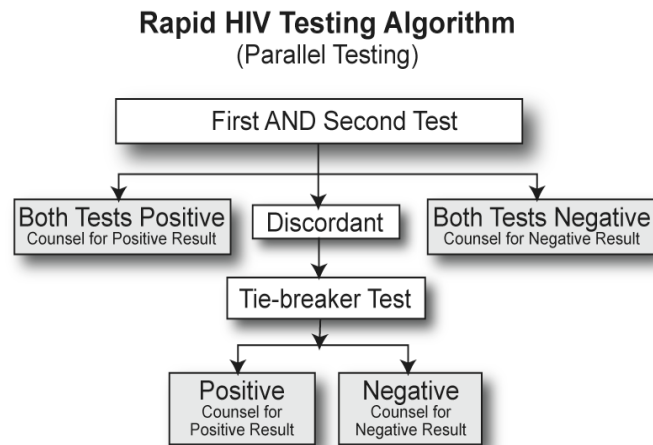 Rapid HIV Testing Algorithm
(Parallel Testing)
First AND Second Test
Both Tests Positive
Counsel for Positive Result
Discordant
Both Tests Negative
Counsel for Negative Result
Tie-breaker Test
Positive
Counsel for
Positive Result
Negative
Counsel for
Negative Result